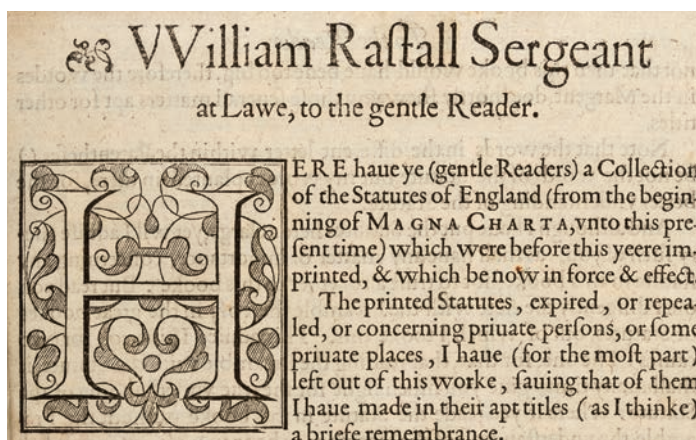 VVilliam Raſtall Sergeant
at Lawe, to the gentle Reader.
HERE haue ye (gentle Readers) a Collection
of the Statutes of England (from the begin-
ning of MAGNA CHARTA, vnto this pre-
ſent time) which were before this yeere im-
printed, & which be now in force & effect.
The printed Statutes, expired, or repea-
led, or concerning priuate perſons, or ſome
priuate places, I haue (for the moſt part)
left out of this worke, ſauing that of them
I haue made in their apt titles (as I thinke)
a briefe remembrance.